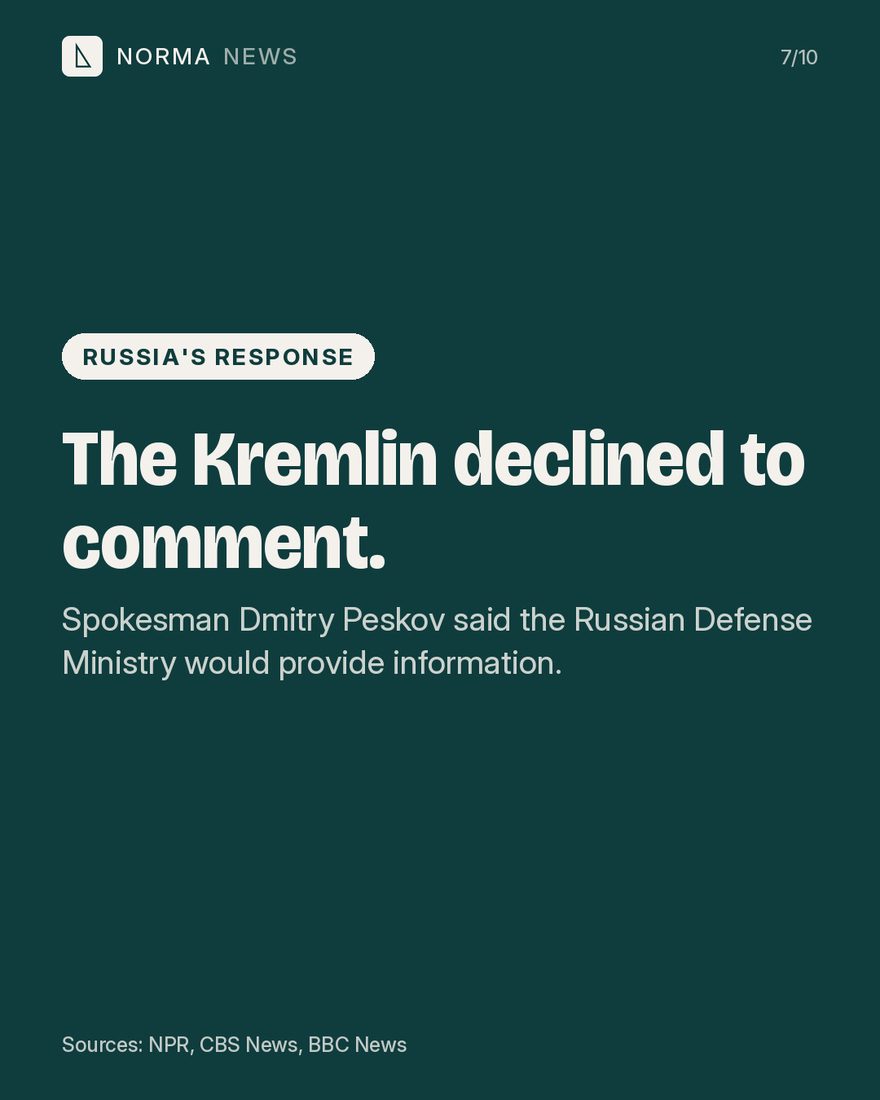 NORMA NEWS
7/10
RUSSIA'S RESPONSE
The Kremlin declined to
comment.
Spokesman Dmitry Peskov said the Russian Defense
Ministry would provide information.
Sources: NPR, CBS News, BBC News